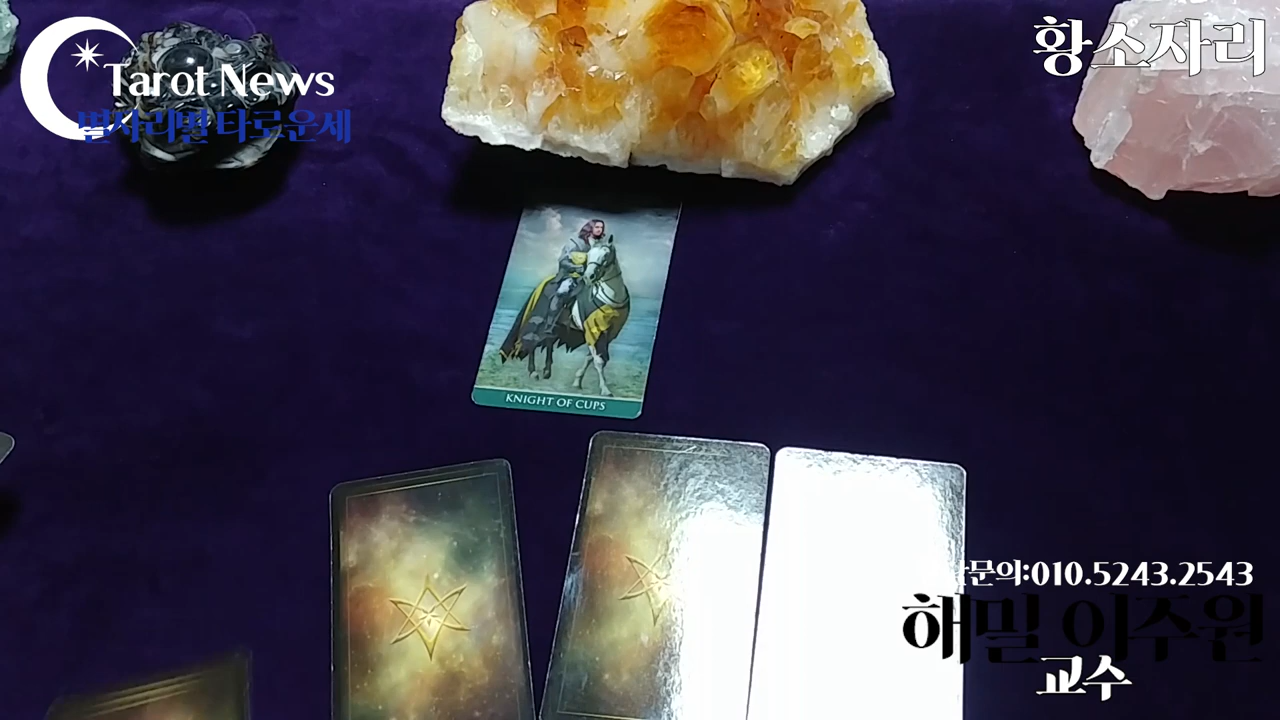 Tarot News
별자리별 타로운세
황소자리
KNIGHT OF CUPS
문의:010.5243.2543
해밀 이주원
교수